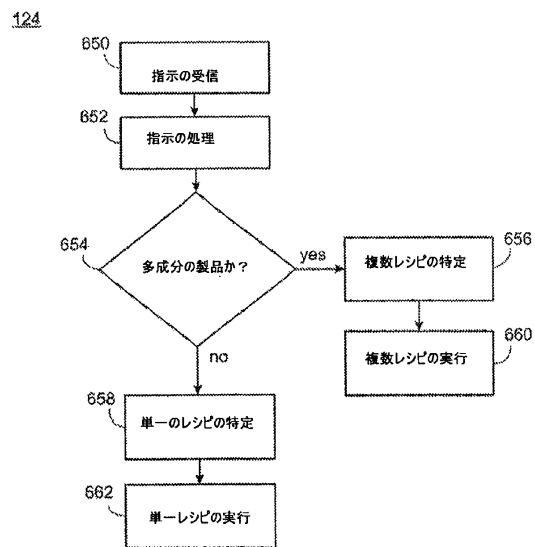 124
650
指示の受信
652
指示の処理
654
多成分の製品か?
yes
656
複数レシピの特定
660
複数レシピの実行
no
658
単一のレシピの特定
662
単一レシピの実行